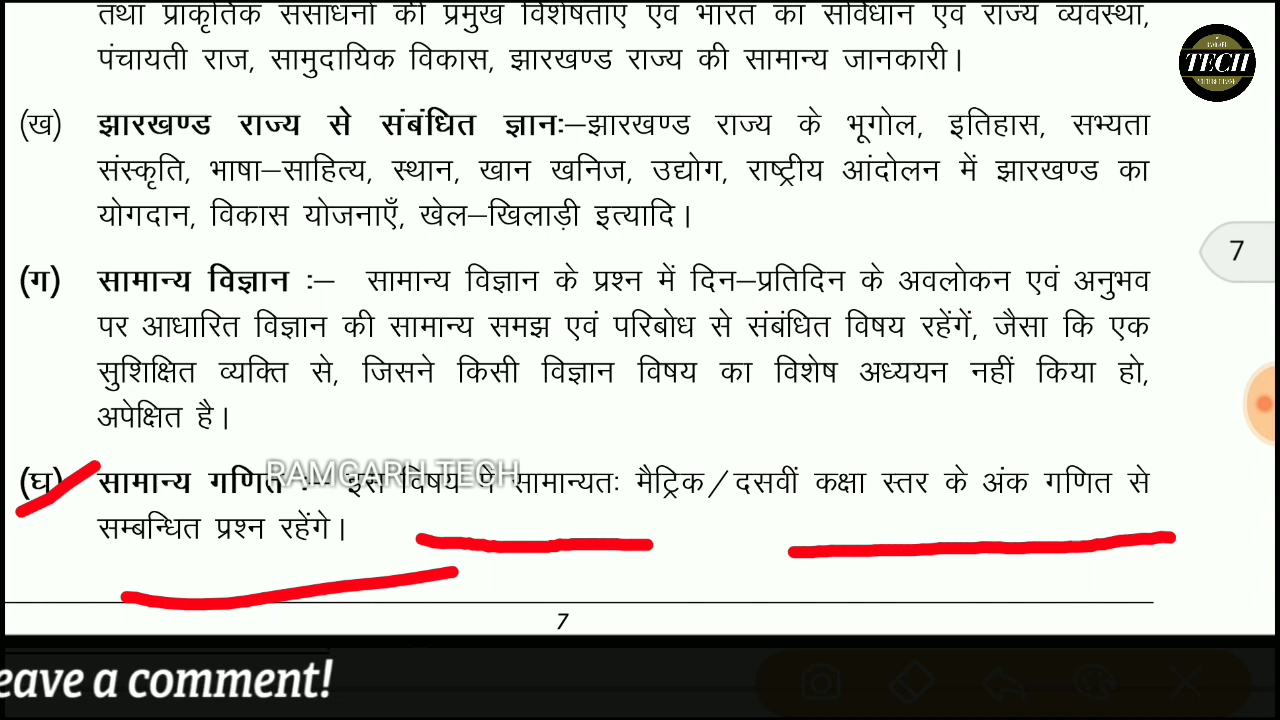 तथा प्राकृतिक संसाधनों की प्रमुख विशेषताएँ एवं भारत का संविधान एवं राज्य व्यवस्था,
पंचायती राज, सामुदायिक विकास, झारखण्ड राज्य की सामान्य जानकारी।
TECH
(ख) झारखण्ड राज्य से संबंधित ज्ञानः–झारखण्ड राज्य के भूगोल, इतिहास, सभ्यता
संस्कृति, भाषा–साहित्य, स्थान, खान खनिज, उद्योग, राष्ट्रीय आंदोलन में झारखण्ड का
योगदान, विकास योजनाएँ, खेल–खिलाड़ी इत्यादि।
7
(ग) सामान्य विज्ञान :– सामान्य विज्ञान के प्रश्न में दिन–प्रतिदिन के अवलोकन एवं अनुभव
पर आधारित विज्ञान की सामान्य समझ एवं परिबोध से संबंधित विषय रहेंगें, जैसा कि एक
सुशिक्षित व्यक्ति से, जिसने किसी विज्ञान विषय का विशेष अध्ययन नहीं किया हो,
अपेक्षित है।
RAMGARH TECH
(घ) सामान्य गणित :– इस विषय में सामान्यतः मैट्रिक/दसवीं कक्षा स्तर के अंक गणित से
सम्बन्धित प्रश्न रहेंगे।
7
eave a comment!